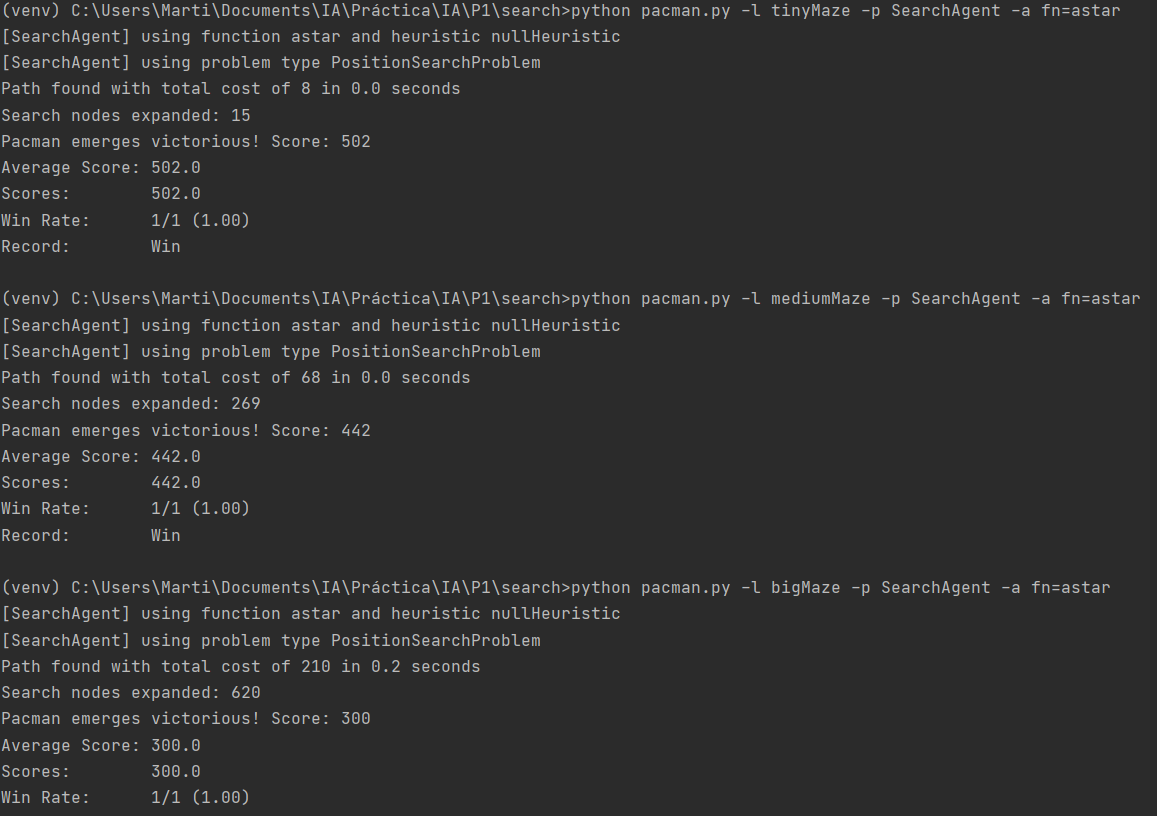 (venv) C:\Users\Marti\Documents\IA\Práctica\IA\P1\search>python pacman.py -l tinyMaze -p SearchAgent -a fn=astar
[SearchAgent] using function astar and heuristic nullHeuristic
[SearchAgent] using problem type PositionSearchProblem
Path found with total cost of 8 in 0.0 seconds
Search nodes expanded: 15
Pacman emerges victorious! Score: 502
Average Score: 502.0
Scores:        502.0
Win Rate:      1/1 (1.00)
Record:        Win
(venv) C:\Users\Marti\Documents\IA\Práctica\IA\P1\search>python pacman.py -l mediumMaze -p SearchAgent -a fn=astar
[SearchAgent] using function astar and heuristic nullHeuristic
[SearchAgent] using problem type PositionSearchProblem
Path found with total cost of 68 in 0.0 seconds
Search nodes expanded: 269
Pacman emerges victorious! Score: 442
Average Score: 442.0
Scores:        442.0
Win Rate:      1/1 (1.00)
Record:        Win
(venv) C:\Users\Marti\Documents\IA\Práctica\IA\P1\search>python pacman.py -l bigMaze -p SearchAgent -a fn=astar
[SearchAgent] using function astar and heuristic nullHeuristic
[SearchAgent] using problem type PositionSearchProblem
Path found with total cost of 210 in 0.2 seconds
Search nodes expanded: 620
Pacman emerges victorious! Score: 300
Average Score: 300.0
Scores:        300.0
Win Rate:      1/1 (1.00)